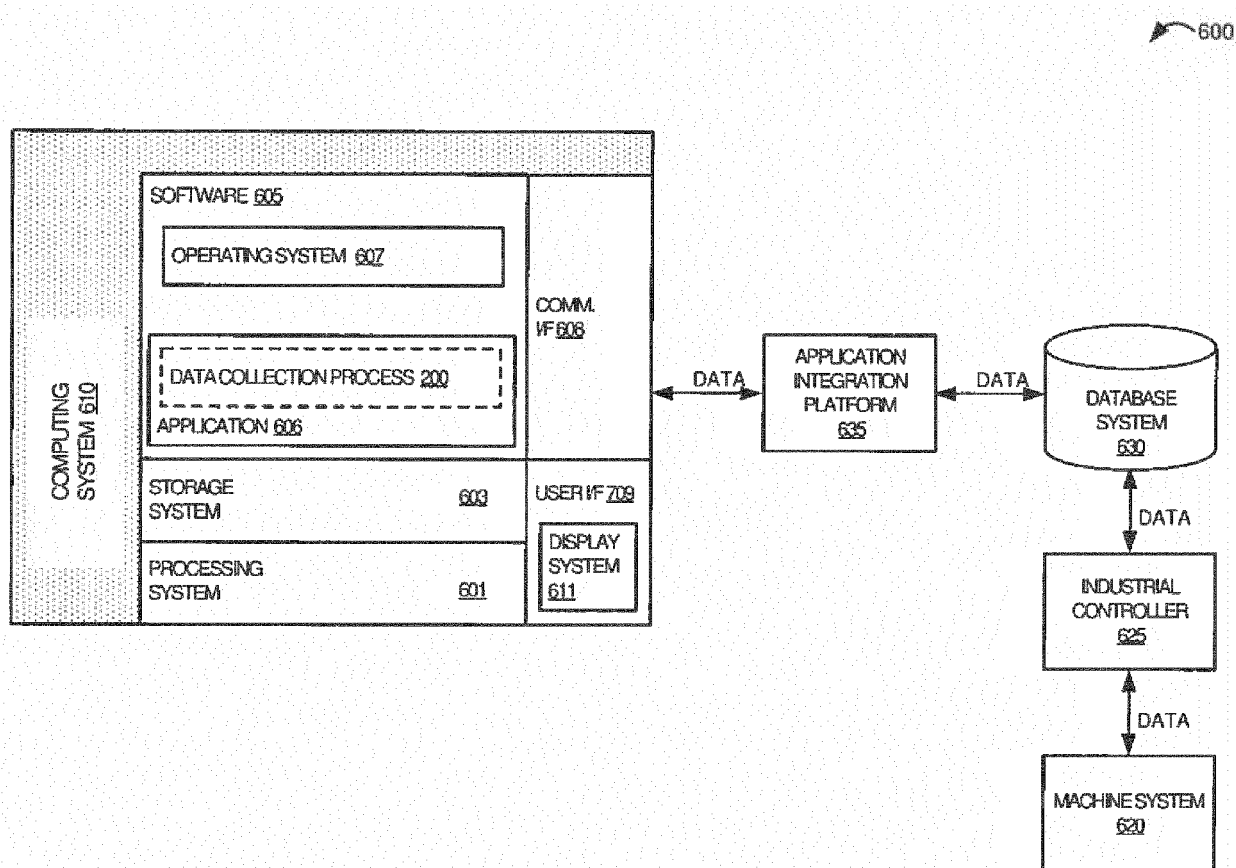 600
SOFTWARE 605
OPERATING SYSTEM 607
DATA COLLECTION PROCESS 200
APPLICATION 606
COMM.
I/F 608
COMPUTING
SYSTEM 610
STORAGE
SYSTEM
603
PROCESSING
SYSTEM
601
USER I/F 709
DISPLAY
SYSTEM
611
DATA
APPLICATION
INTEGRATION
PLATFORM
635
DATA
DATABASE
SYSTEM
630
DATA
INDUSTRIAL
CONTROLLER
625
DATA
MACHINE SYSTEM
620